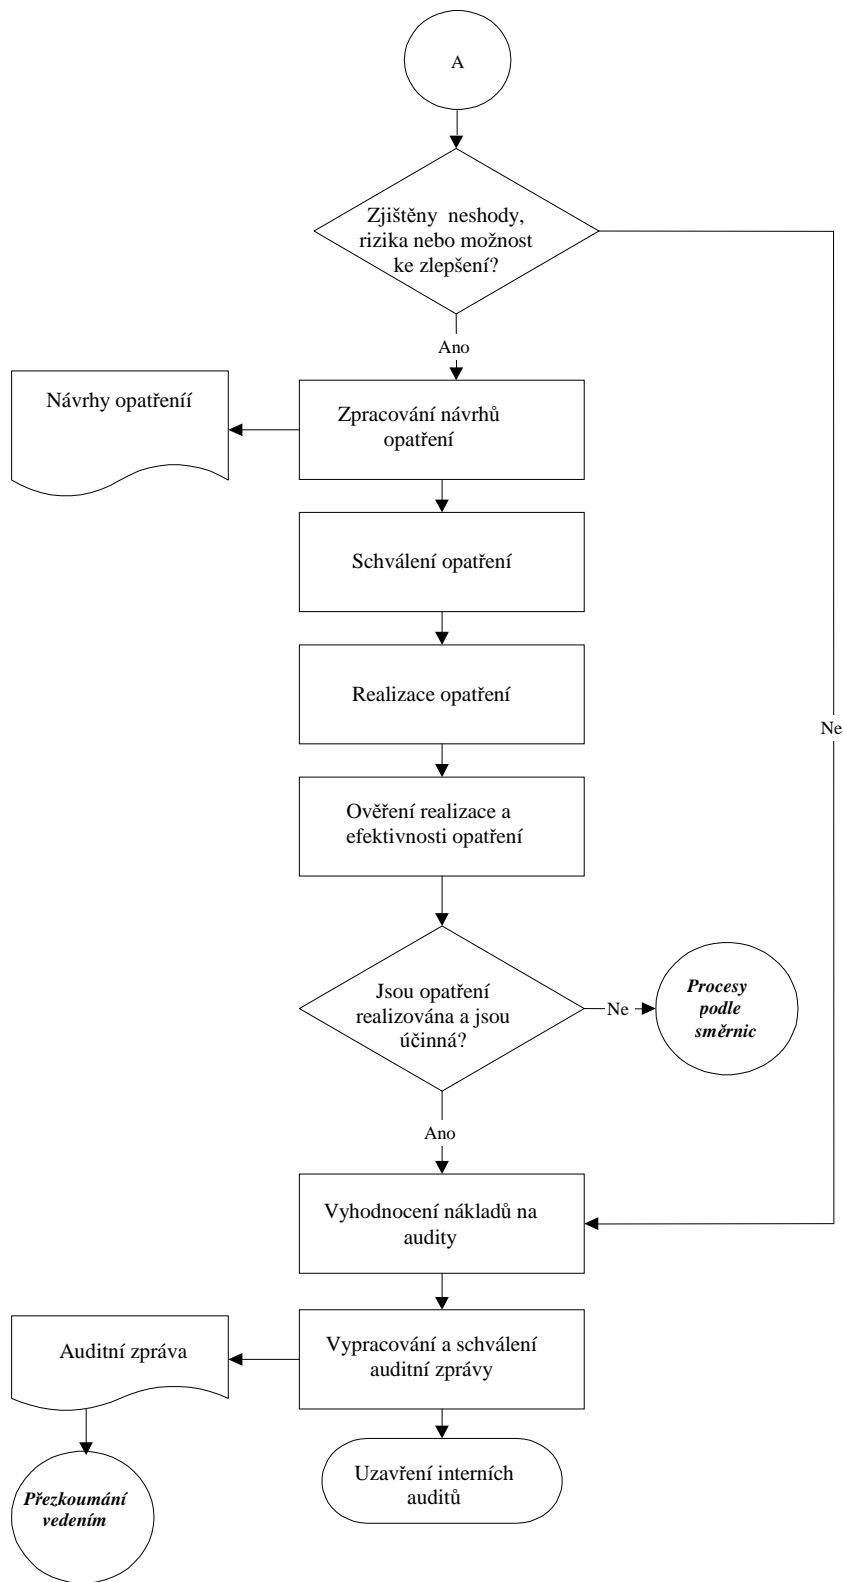 A
Zjištěny  neshody,
rizika nebo možnost
ke zlepšení?
Ano
Návrhy opatřeníí
Zpracování návrhů
opatření
Schválení opatření
Realizace opatření
Ne
Ověření realizace a
efektivnosti opatření
Jsou opatření
realizována a jsou
účinná?
Ne
Procesy
podle
směrnic
Ano
Vyhodnocení nákladů na
audity
Auditní zpráva
Vypracování a schválení
auditní zprávy
Uzavření interních
auditů
Přezkoumání
vedením